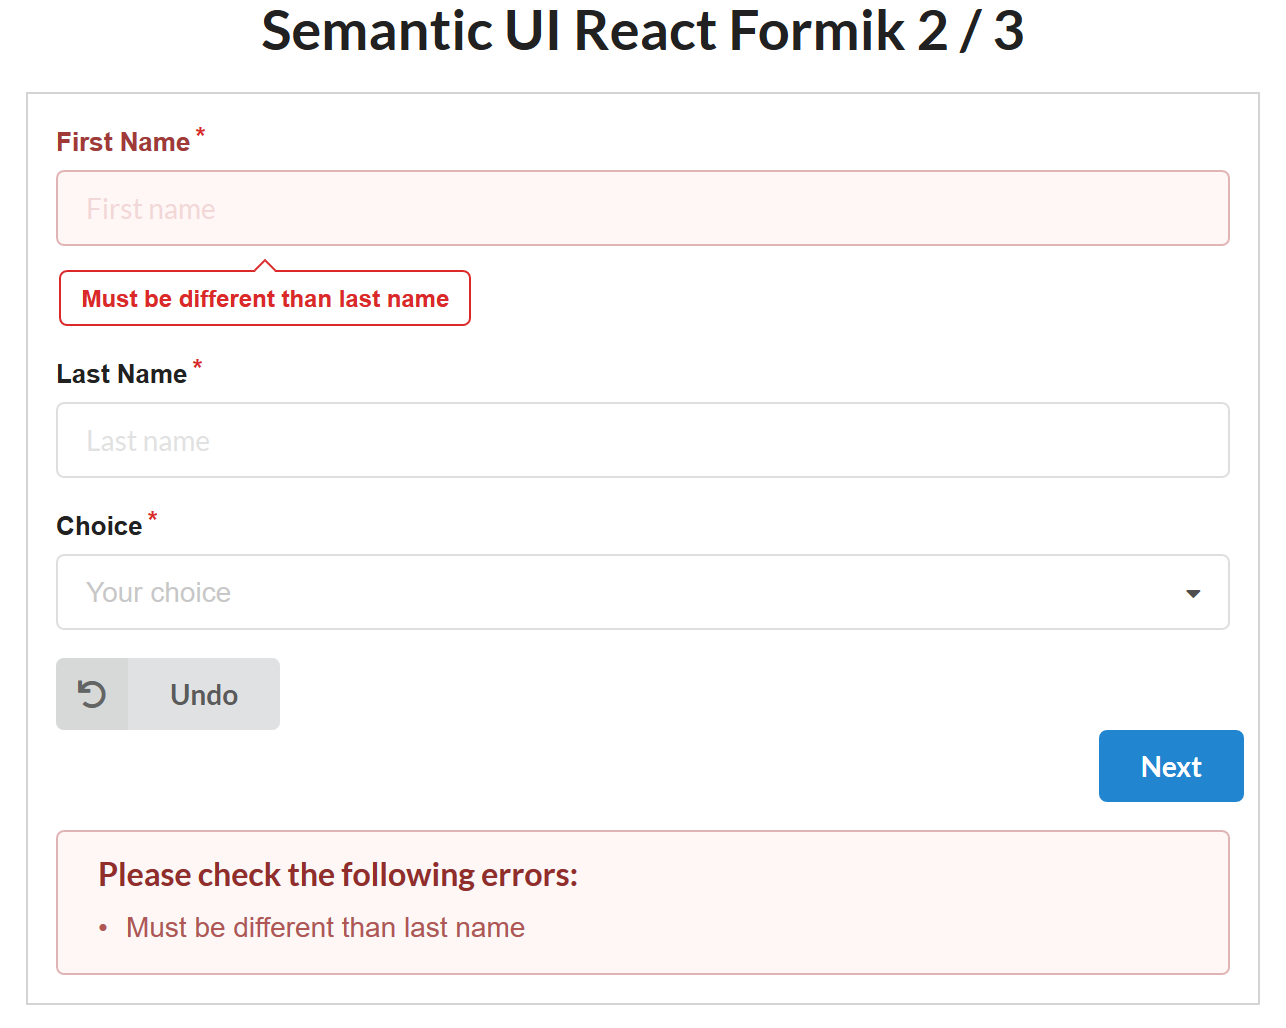 Semantic UI React Formik 2 / 3
First Name *
First name
Must be different than last name
Last Name *
Last name
Choice *
Your choice
Undo
Next
Please check the following errors:
• Must be different than last name